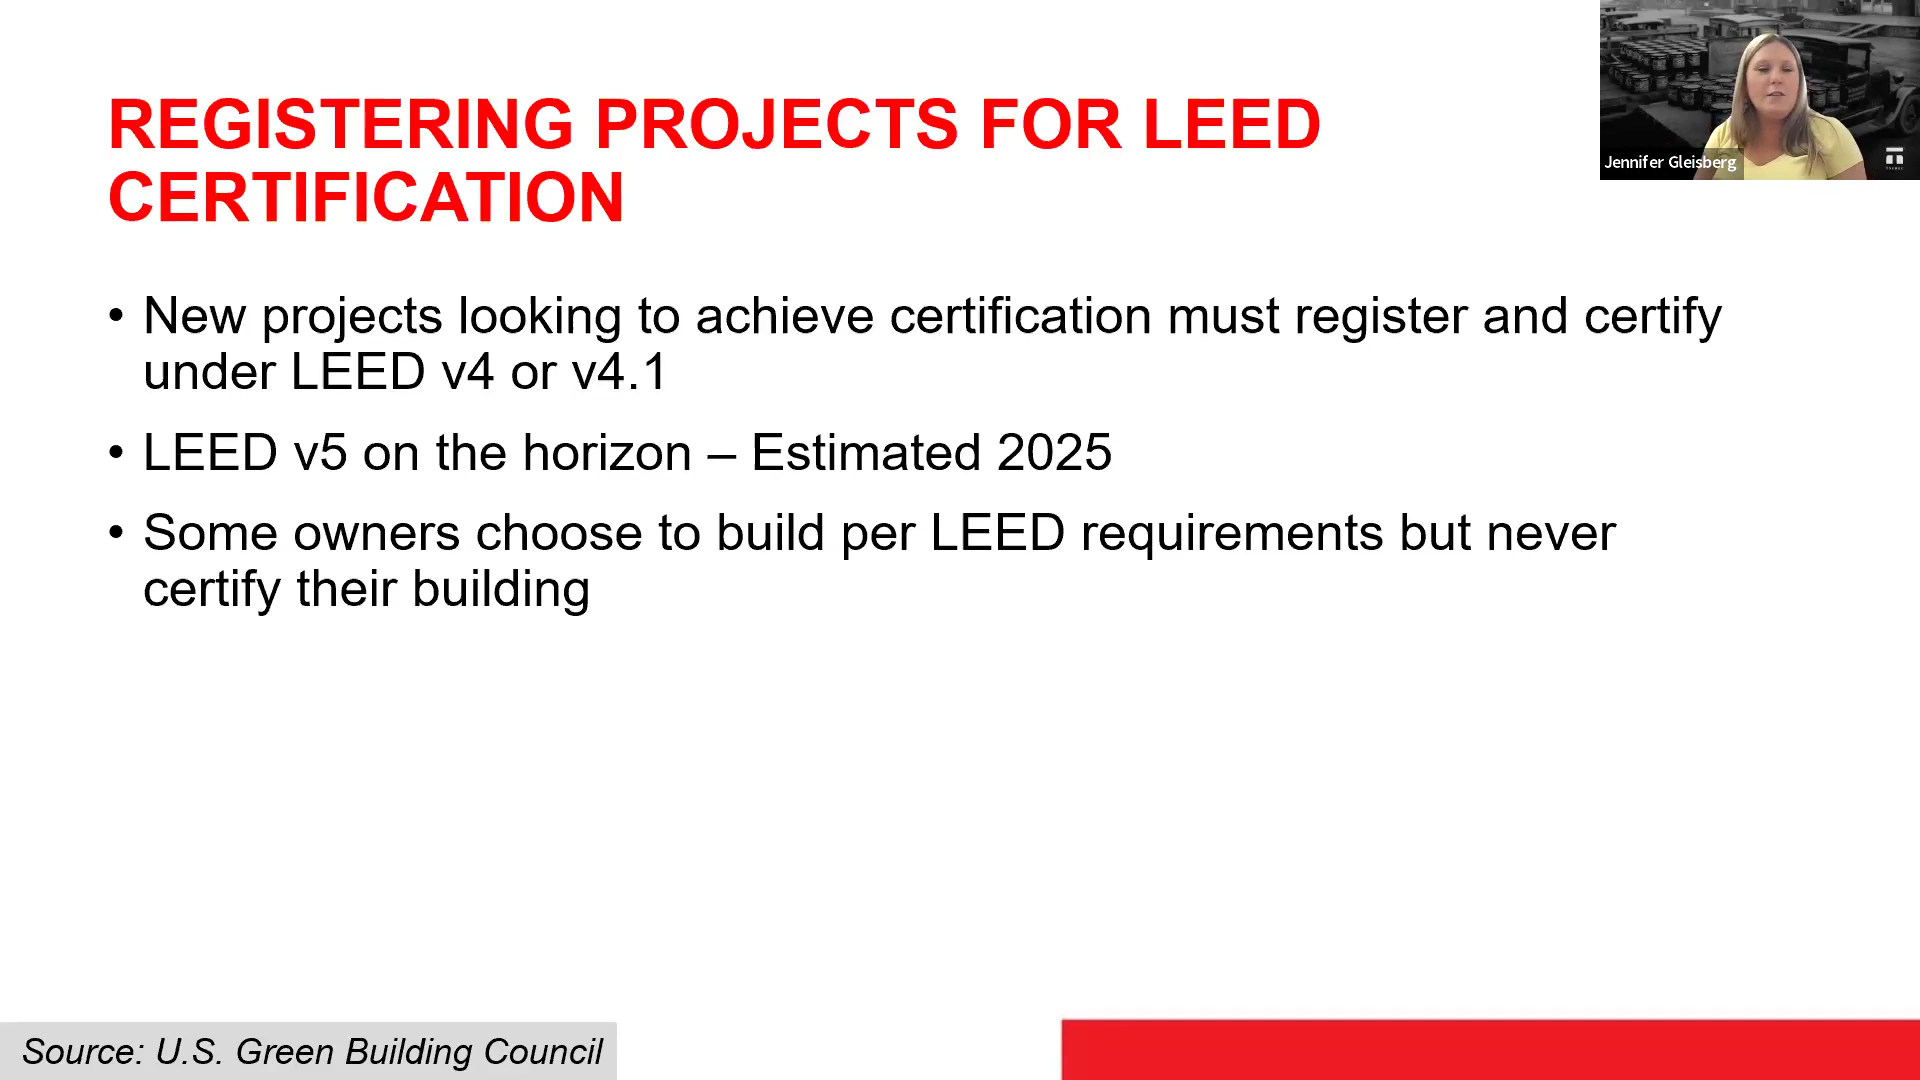 REGISTERING PROJECTS FOR LEED
CERTIFICATION
Jennifer Gleisberg
• New projects looking to achieve certification must register and certify
under LEED v4 or v4.1
• LEED v5 on the horizon – Estimated 2025
• Some owners choose to build per LEED requirements but never
certify their building
Source: U.S. Green Building Council